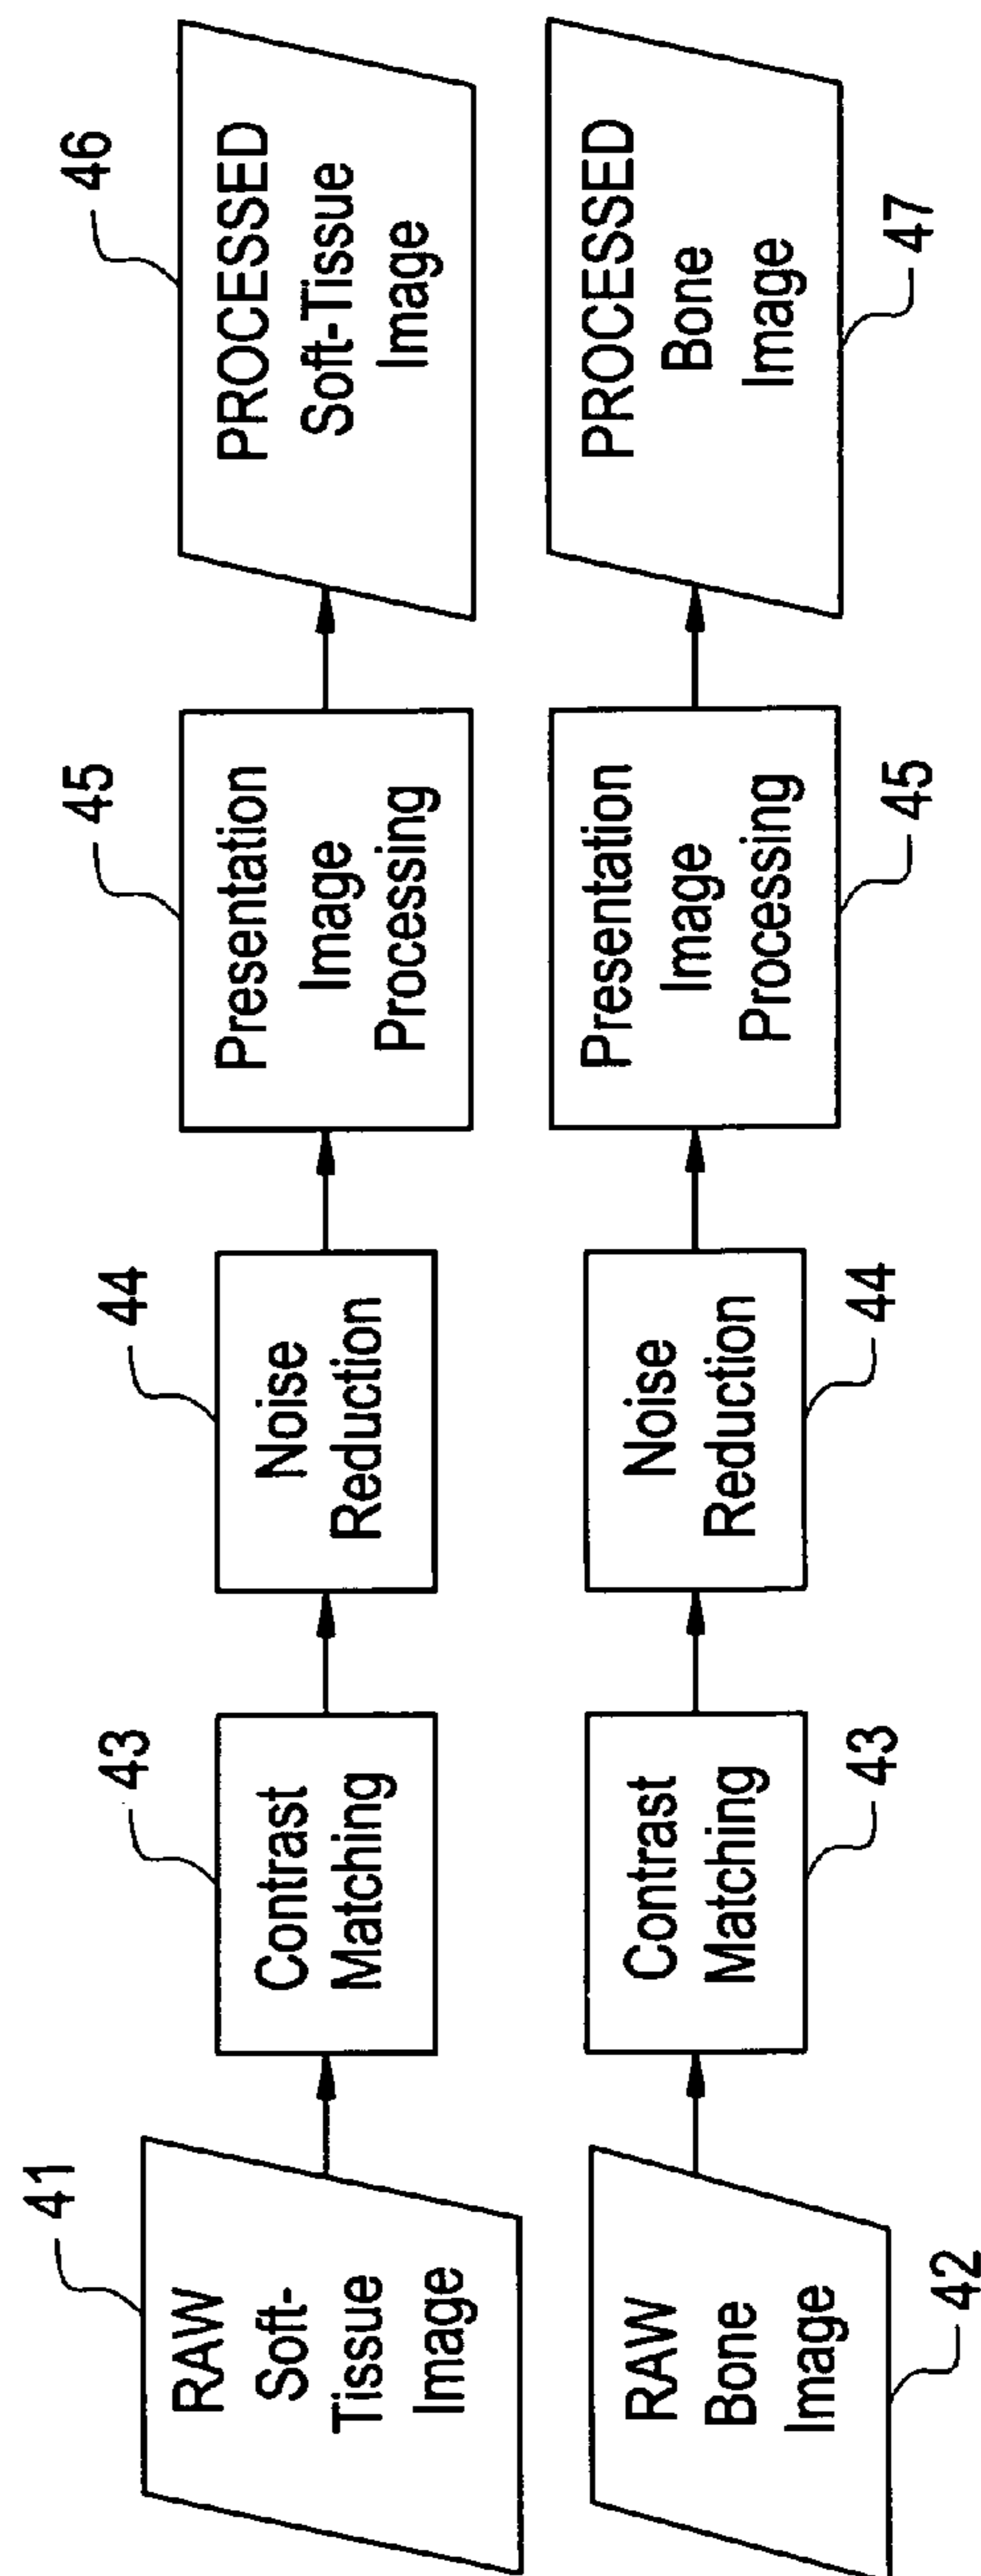 41
RAW
Soft-
Tissue
Image
43
Contrast
Matching
44
Noise
Reduction
45
Presentation
Image
Processing
46
PROCESSED
Soft-Tissue
Image
RAW
Bone
Image
42
Contrast
Matching
43
Noise
Reduction
44
Presentation
Image
Processing
45
PROCESSED
Bone
Image
47